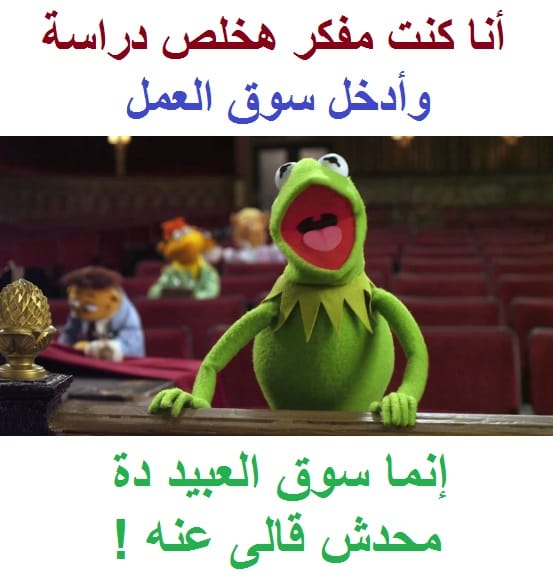 أنا كنت مفكر هخلص دراسة
وأدخل سوق العمل
إنما سوق العبيد دة
محدش قالى عنه !